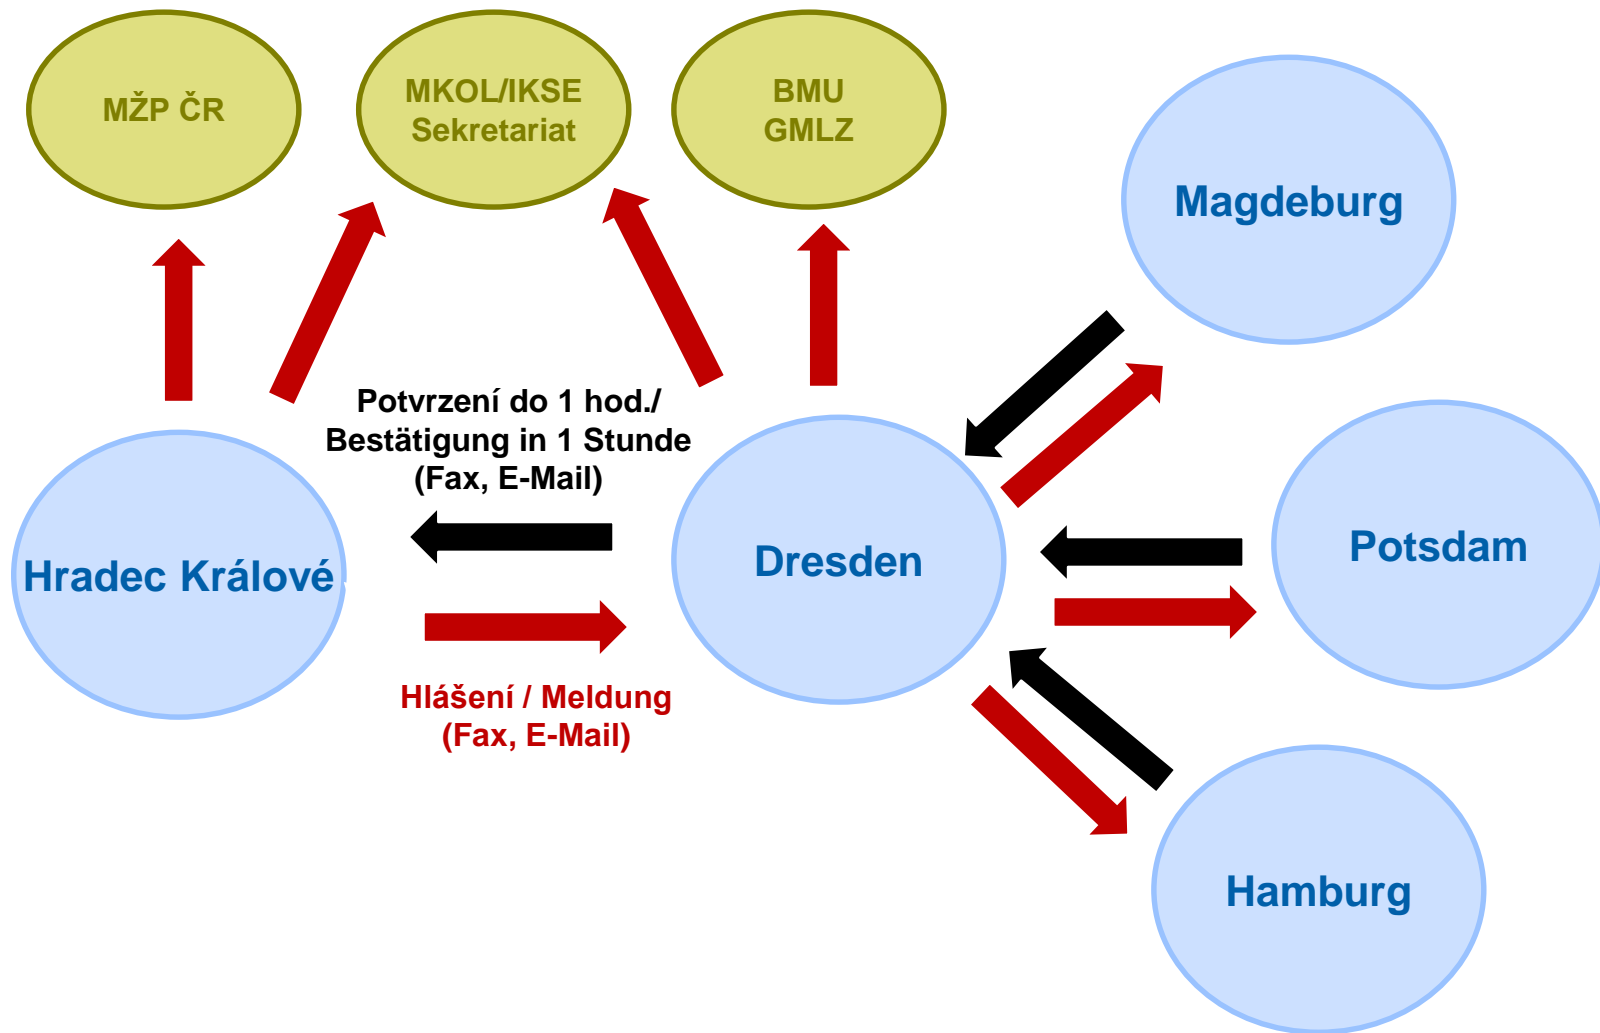 MŽP ČR
MKOL/IKSE
Sekretariat
BMU
GMLZ
Magdeburg
Potvrzení do 1 hod./
Bestätigung in 1 Stunde
(Fax, E-Mail)
Hradec Králové
Dresden
Potsdam
Hlášení / Meldung
(Fax, E-Mail)
Hamburg